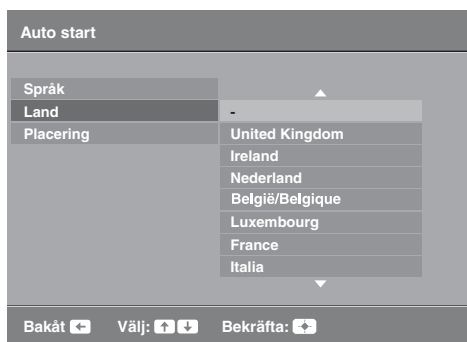 Auto start
Språk
Land
-
Placering
United Kingdom
Ireland
Nederland
België/Belgique
Luxembourg
France
Italia
Bakåt Välj: Bekräfta: